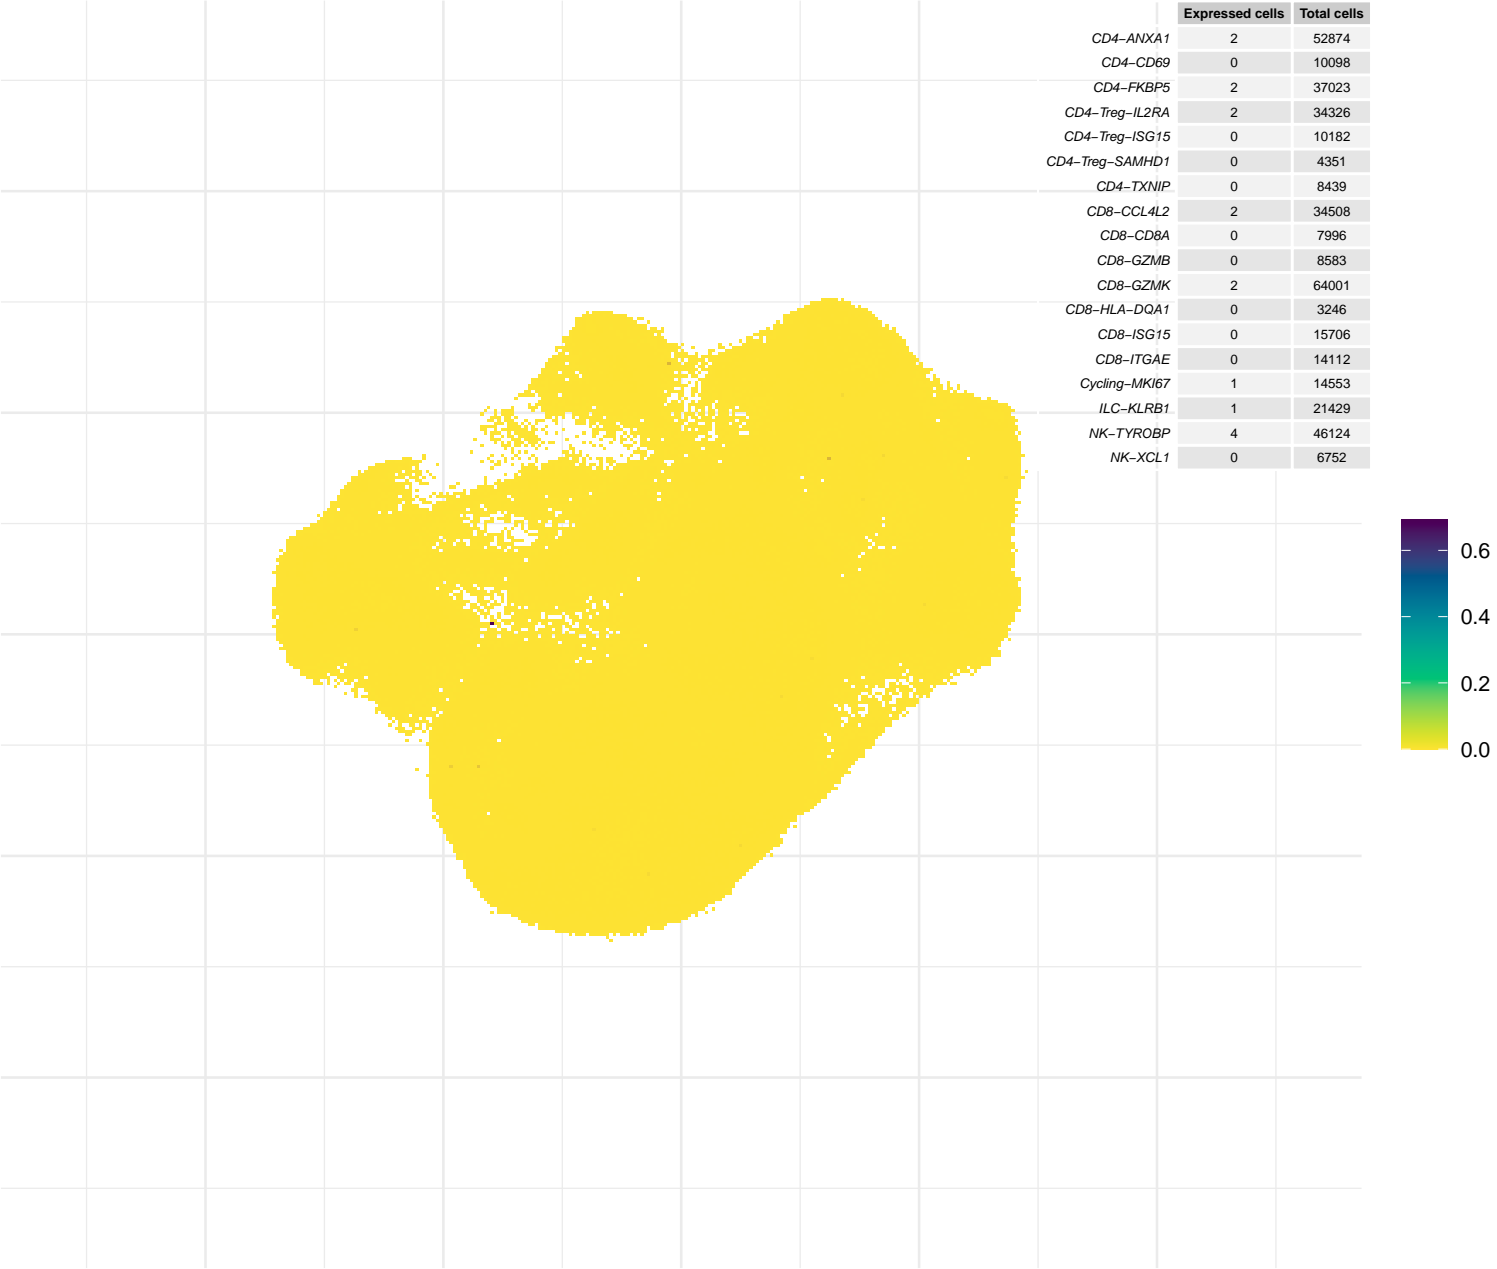 Expressed cells Total cells
CD4−ANXA1 2 52874
CD4−CD69 0 10098
CD4−FKBP5 2 37023
CD4−Treg−IL2RA 2 34326
CD4−Treg−ISG15 0 10182
CD4−Treg−SAMHD1 0 4351
CD4−TXNIP 0 8439
CD8−CCL4L2 2 34508
CD8−CD8A 0 7996
CD8−GZMB 0 8583
CD8−GZMK 2 64001
CD8−HLA−DQA1 0 3246
CD8−ISG15 0 15706
CD8−ITGAE 0 14112
Cycling−MKI67 1 14553
ILC−KLRB1 1 21429
NK−TYROBP 4 46124
NK−XCL1 0 6752
0.6
0.4
0.2
0.0